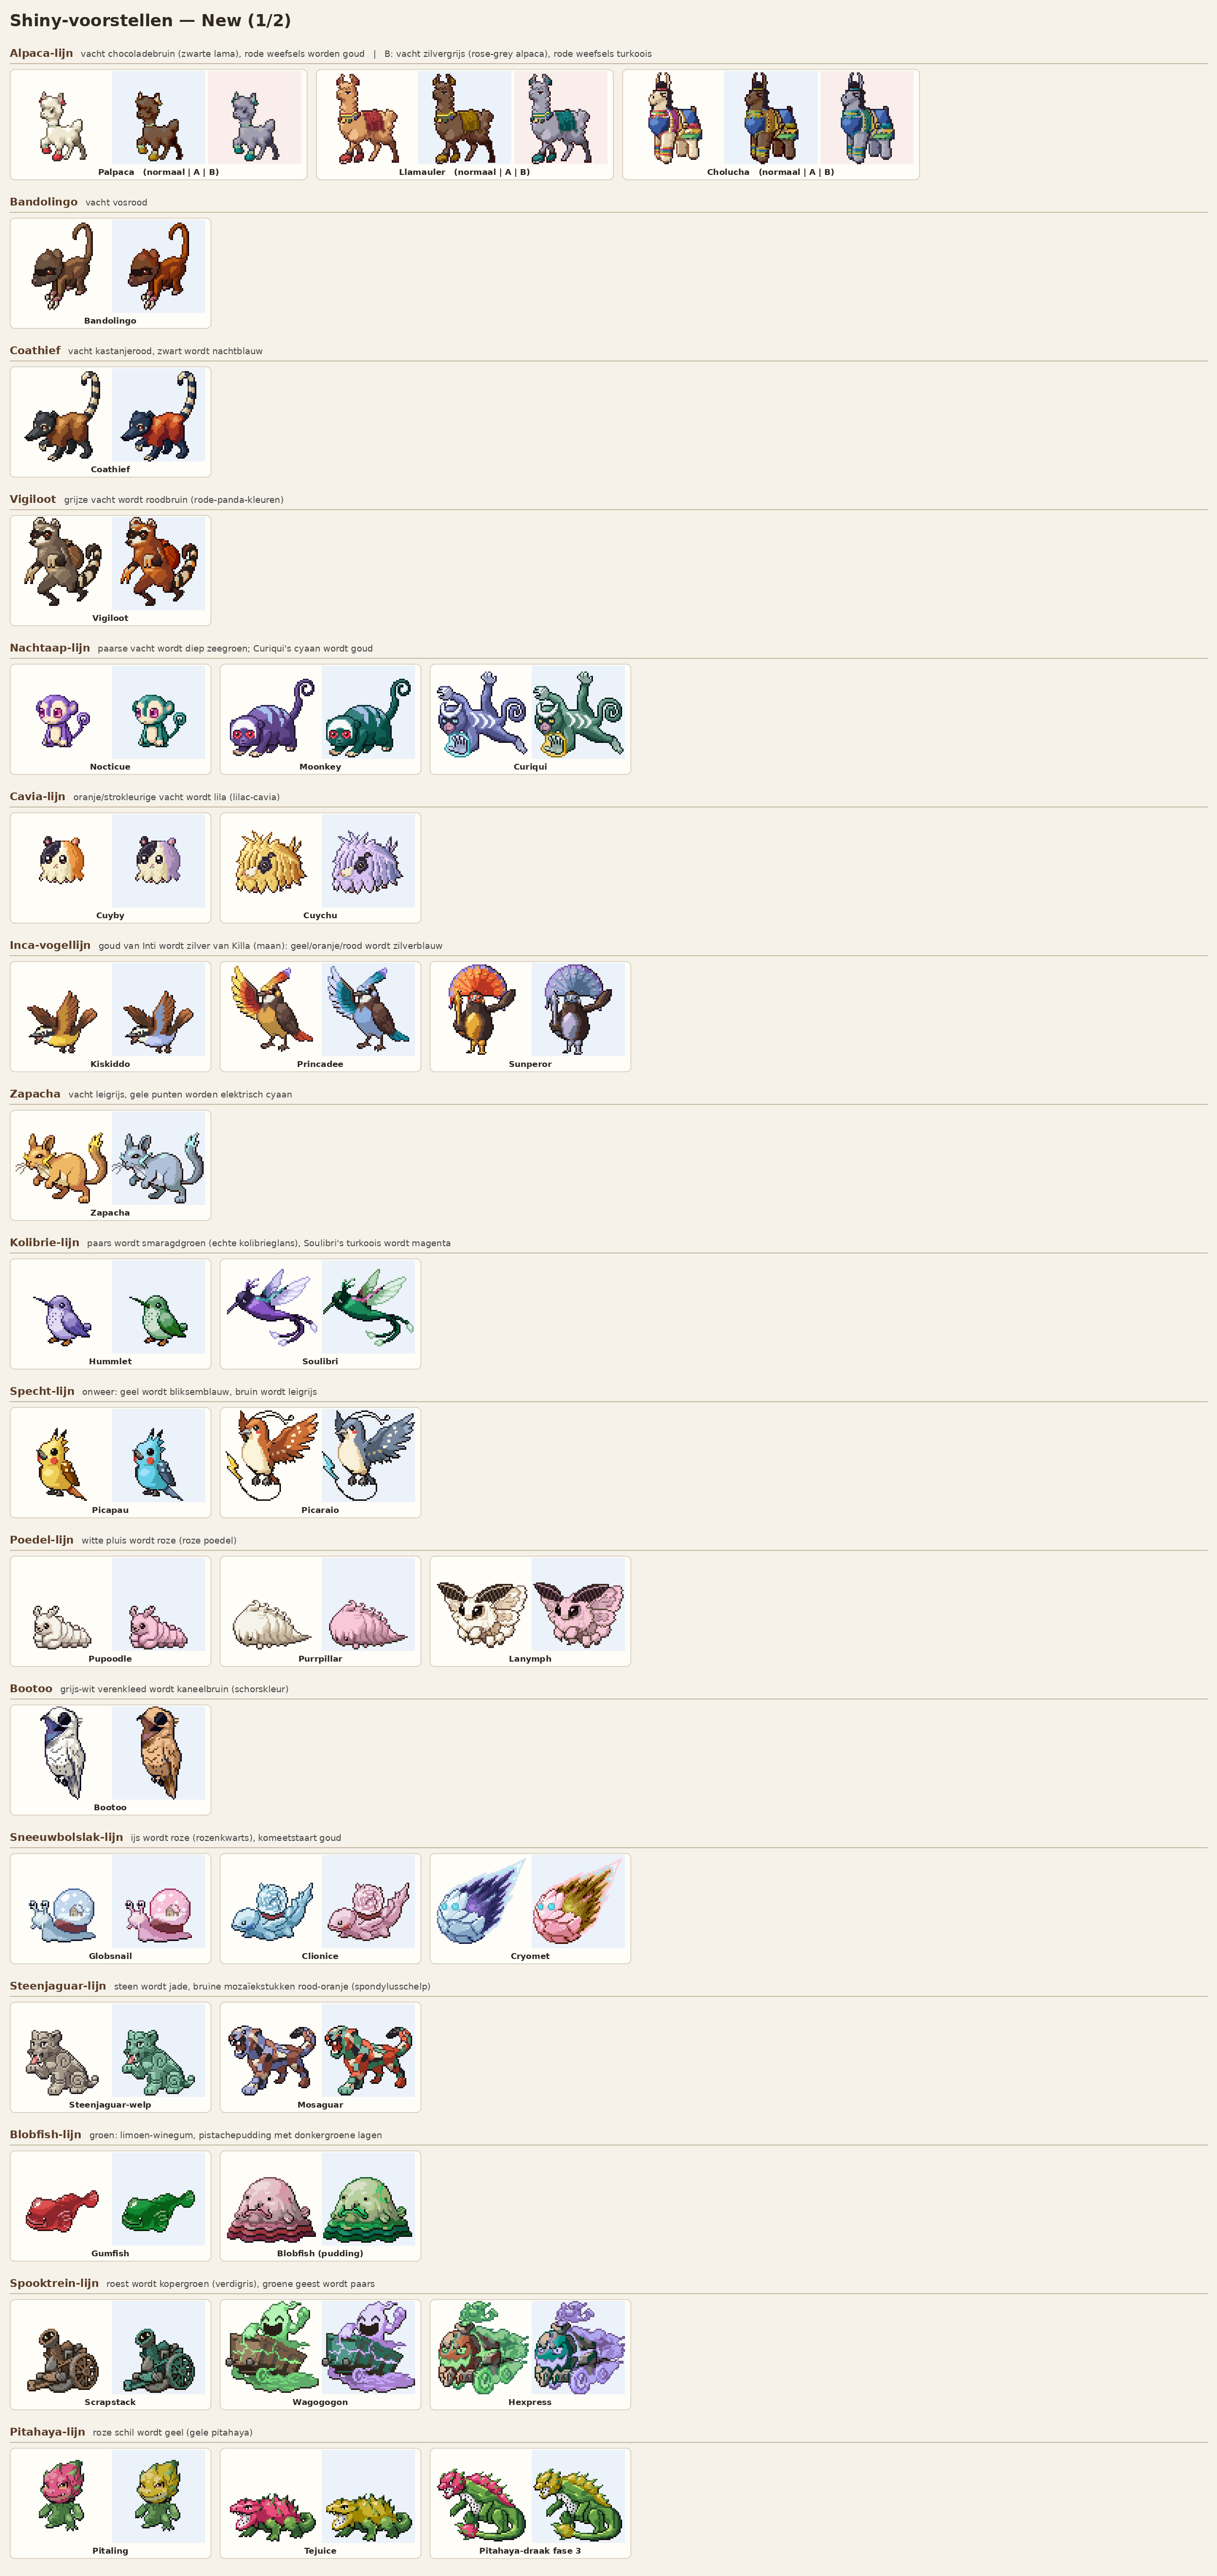 Shiny-voorstellen — New (1/2)
Alpaca-lijn vacht chocoladebruin (zwarte lama), rode weefsels worden goud | B: vacht zilvergrijs (rose-grey alpaca), rode weefsels turkoois
Palpaca (normaal | A | B)
Llamauler (normaal | A | B)
Cholucha (normaal | A | B)
Bandolingo vacht vosrood
Bandolingo
Coathief vacht kastanjerood, zwart wordt nachtblauw
Coathief
Vigiloot grijze vacht wordt roodbruin (rode-panda-kleuren)
Vigiloot
Nachtaap-lijn paarse vacht wordt diep zeegroen; Curiqui's cyaan wordt goud
Nocticue
Moonkey
Curiqui
Cavia-lijn oranje/strokleurige vacht wordt lila (lilac-cavia)
Cuyby
Cuychu
Inca-vogellijn goud van Inti wordt zilver van Killa (maan): geel/oranje/rood wordt zilverblauw
Kiskiddo
Princadee
Sunperor
Zapacha vacht leigrijs, gele punten worden elektrisch cyaan
Zapacha
Kolibrie-lijn paars wordt smaragdgroen (echte kolibrieglans), Soulibri's turkoois wordt magenta
Hummlet
Soulibri
Specht-lijn onweer: geel wordt bliksemblauw, bruin wordt leigrijs
Picapau
Picaraio
Poedel-lijn witte pluis wordt roze (roze poedel)
Pupoodle
Purrpillar
Lanymph
Bootoo grijs-wit verenkleed wordt kaneelbruin (schorskleur)
Bootoo
Sneeuwbolslak-lijn ijs wordt roze (rozenkwarts), komeetstaart goud
Globsnail
Clionice
Cryomet
Steenjaguar-lijn steen wordt jade, bruine mozaïekstukken rood-oranje (spondylusschelp)
Steenjaguar-welp
Mosaguar
Blobfish-lijn groen: limoen-winegum, pistachepudding met donkergroene lagen
Gumfish
Blobfish (pudding)
Spooktrein-lijn roest wordt kopergroen (verdigris), groene geest wordt paars
Scrapstack
Wagogogon
Hexpress
Pitahaya-lijn roze schil wordt geel (gele pitahaya)
Pitaling
Tejuice
Pitahaya-draak fase 3